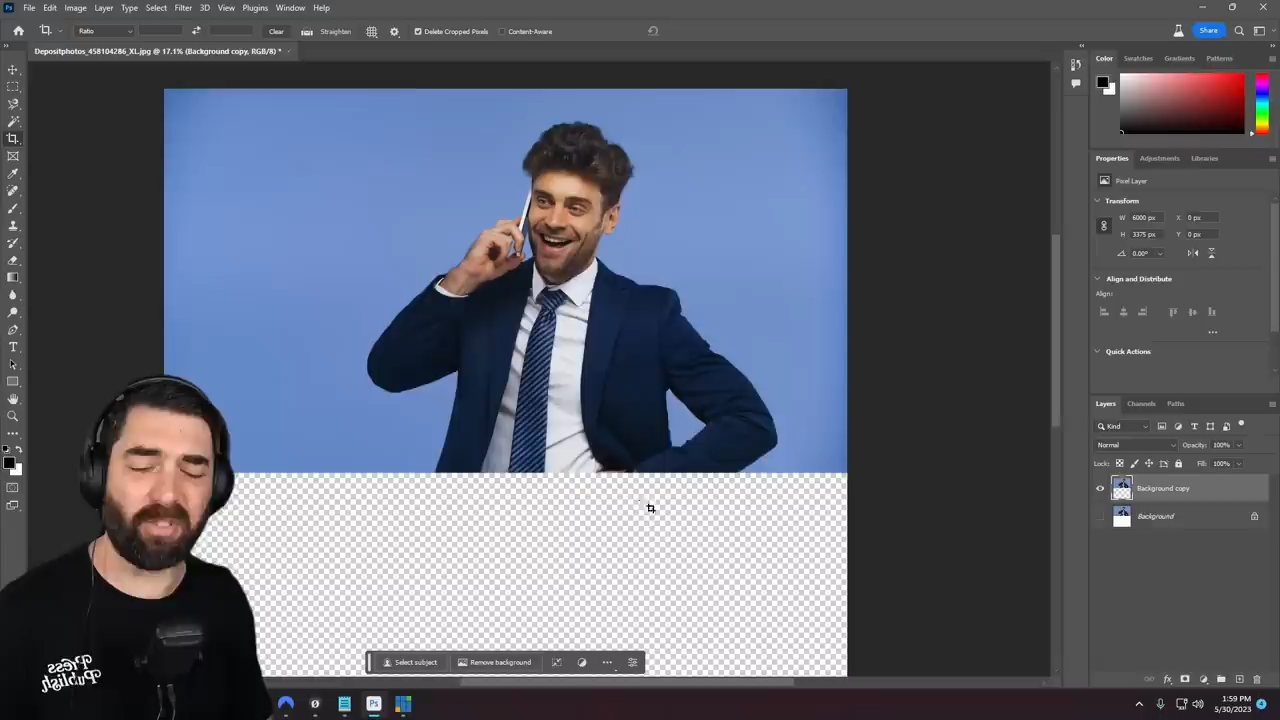 File Edit Image Layer Type Select Filter 3D View Plugins Window Help
Ratio Clear Straighten Delete Cropped Pixels Content-Aware Share
Depositphotos_458104286_XL.jpg @ 17.1% (Background copy, RGB/8) *
Color Swatches Gradients Patterns
Properties Adjustments Libraries
Pixel Layer
Transform
W 6000 px X 0 px
H 3375 px Y 0 px
0.00°
Align and Distribute
Align:
Quick Actions
Layers Channels Paths
Kind
Normal Opacity: 100%
Lock: Fill: 100%
Background copy
Background
Select subject Remove background
Press
Publish
1:59 PM
5/30/2023